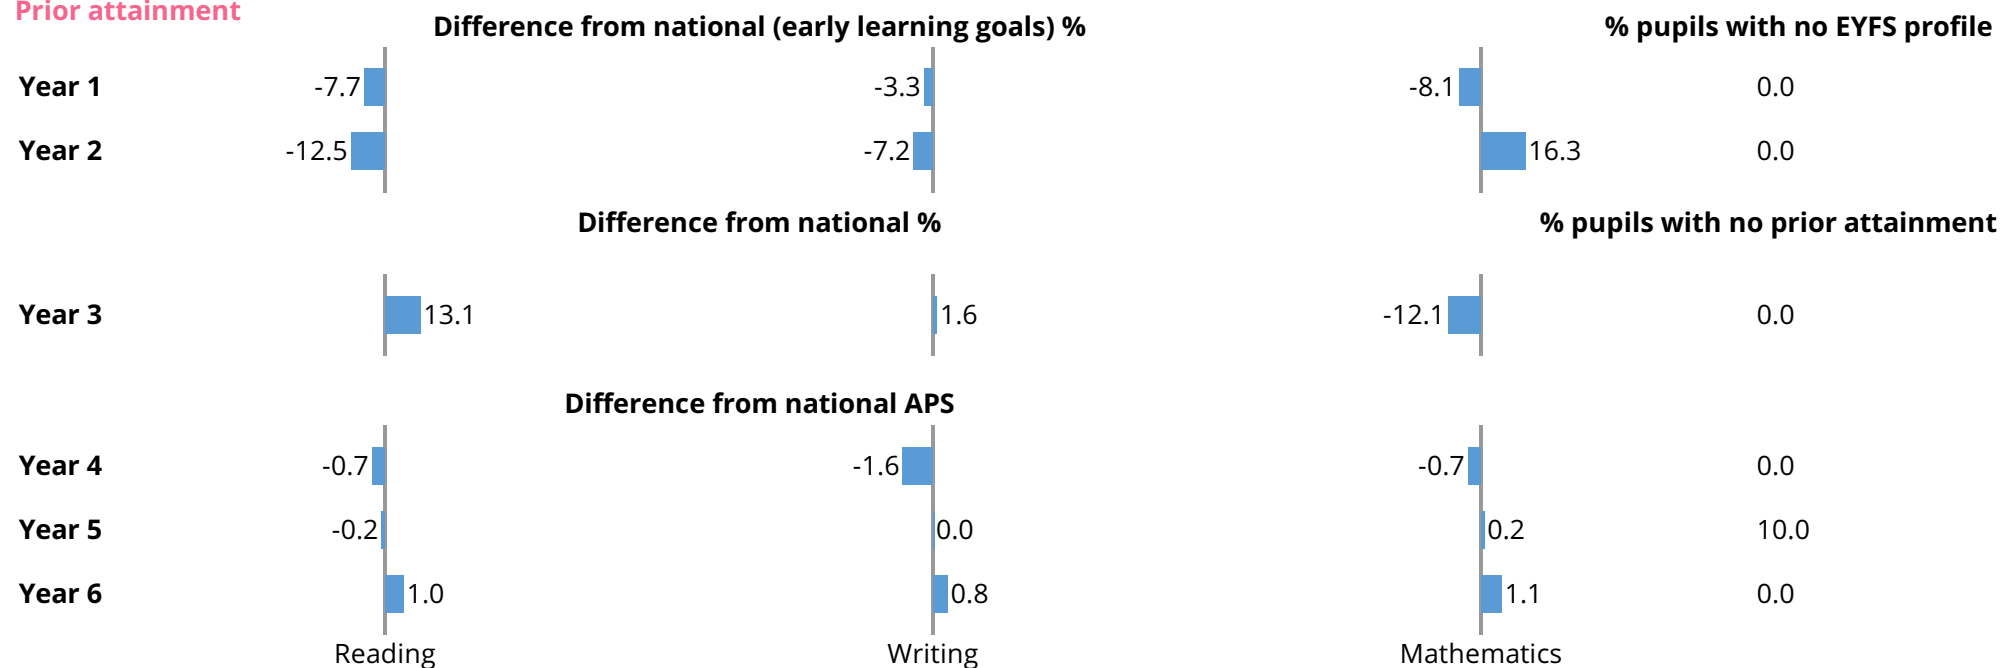 Prior attainment
Difference from national (early learning goals) % % pupils with no EYFS profile
Year 1 -7.7 -3.3 -8.1 0.0
Year 2 -12.5 -7.2 16.3 0.0
Difference from national % % pupils with no prior attainment
Year 3 13.1 1.6 -12.1 0.0
Difference from national APS
Year 4 -0.7 -1.6 -0.7 0.0
Year 5 -0.2 0.0 0.2 10.0
Year 6 1.0 0.8 1.1 0.0
Reading Writing Mathematics